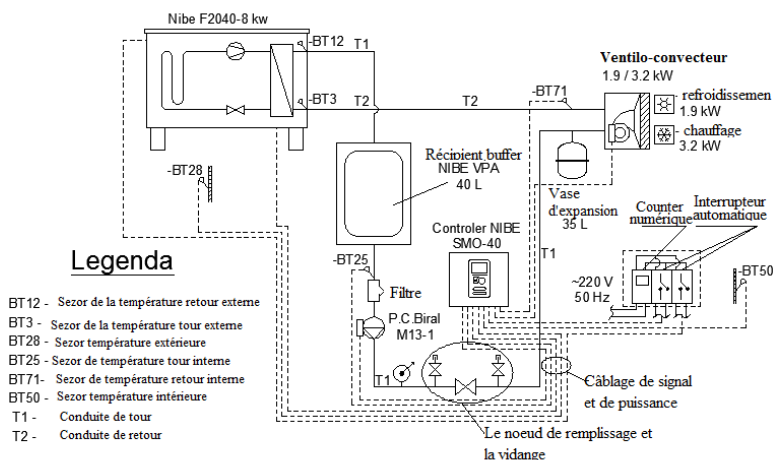 Nibe F2040-8 kw
-BT12
T1
-BT3
T2
T2
-BT71
Ventilo-convecteur
1.9 / 3.2 kW
- refroidissemen
1.9 kW
- chauffage
3.2 kW
-BT28
Récipient buffer
NIBE VPA
40 L
Vase
d'expansion
35 L
T1
Controler NIBE
SMO-40
Counter
numérique
Interrupteur
automatique
~220 V
50 Hz
-BT50
-BT25
Filtre
P.C.Biral
M13-1
T1
Câblage de signal
et de puissance
Le noeud de remplissage et
la vidange
Legenda
BT12 - Sezor de la température retour externe
BT3 - Sezor de la température tour externe
BT28 - Sezor température extérieure
BT25 - Sezor de température tour interne
BT71- Sezor de température retour interne
BT50 - Sezor température intérieure
T1 - Conduite de tour
T2 - Conduite de retour